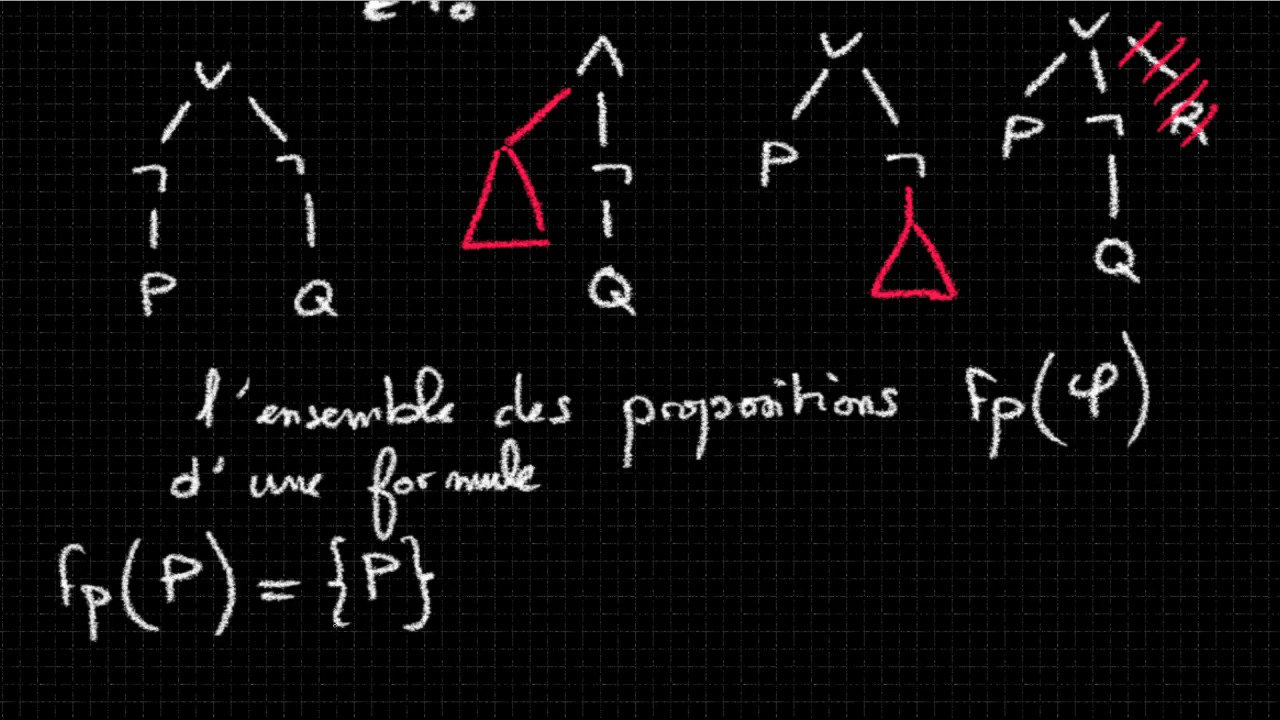 ∨ ∧ ∨ ∨
¬ ¬ ¬ ¬ P ¬ P ¬ R
P Q Q Q
l'ensemble des propositions Fp(φ)
d'une formule
Fp(P) = {P}